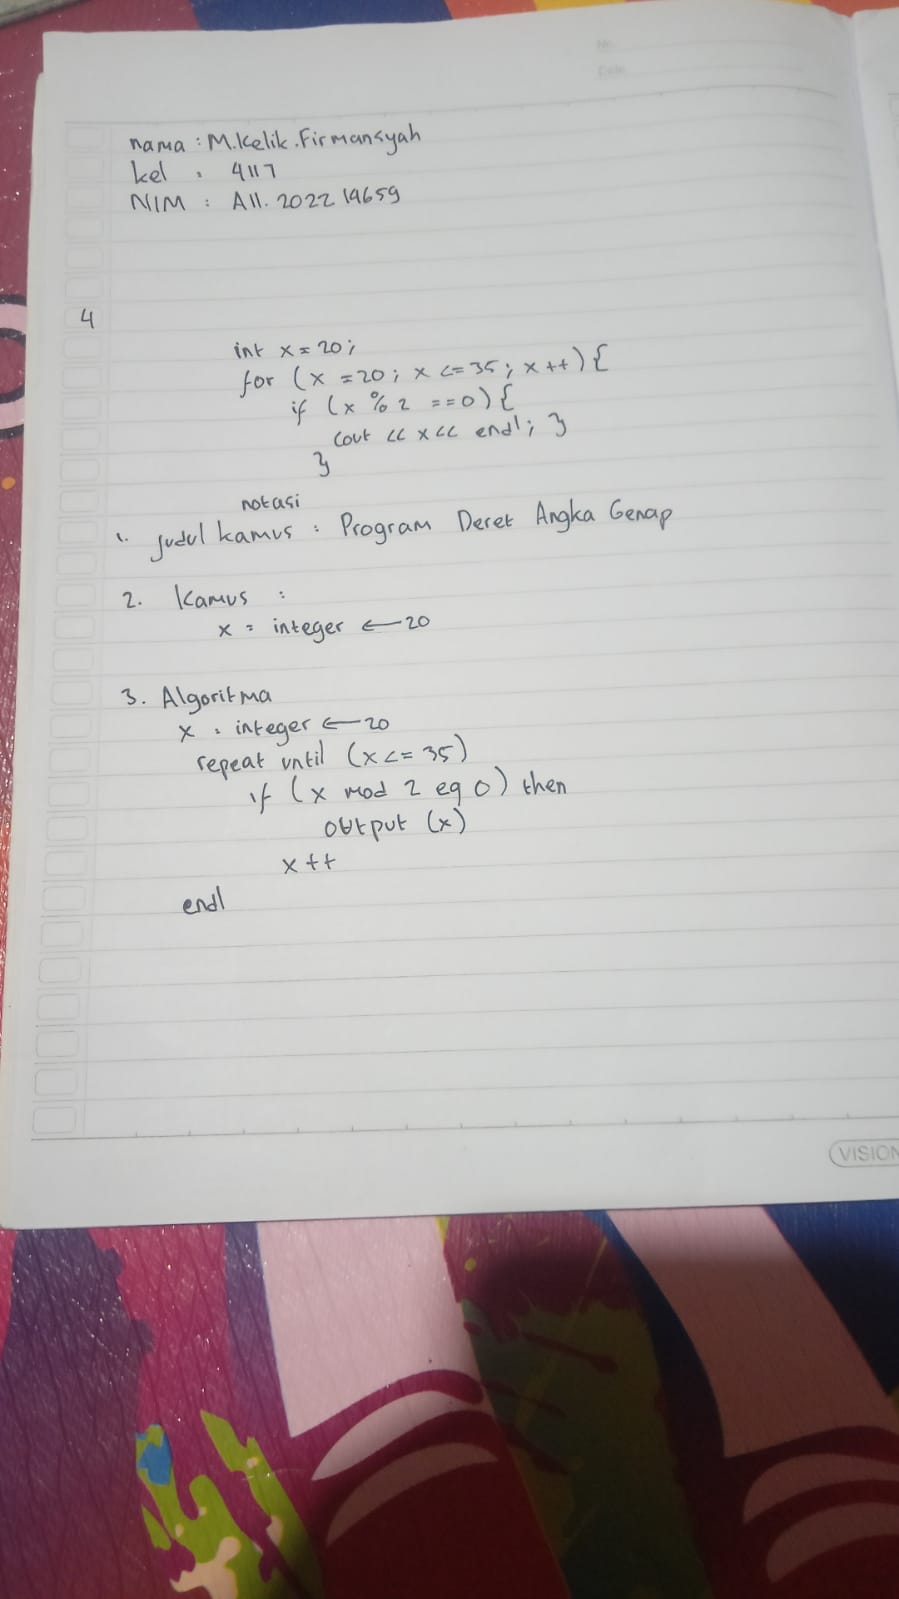 No
Date
nama : M.Kelik.Firmansyah
kel : 4117
NIM : A11.2022 14659
4
int x = 20;
for (x = 20; x <= 35; x++) {
if (x % 2 == 0) {
cout << x << endl; }
}
notasi
1. judul kamus : Program Deret Angka Genap
2. Kamus :
x = integer ← 20
3. Algoritma
x : integer ← 20
repeat until (x <= 35)
if (x mod 2 eq 0) then
output (x)
x ++
endl
VISION